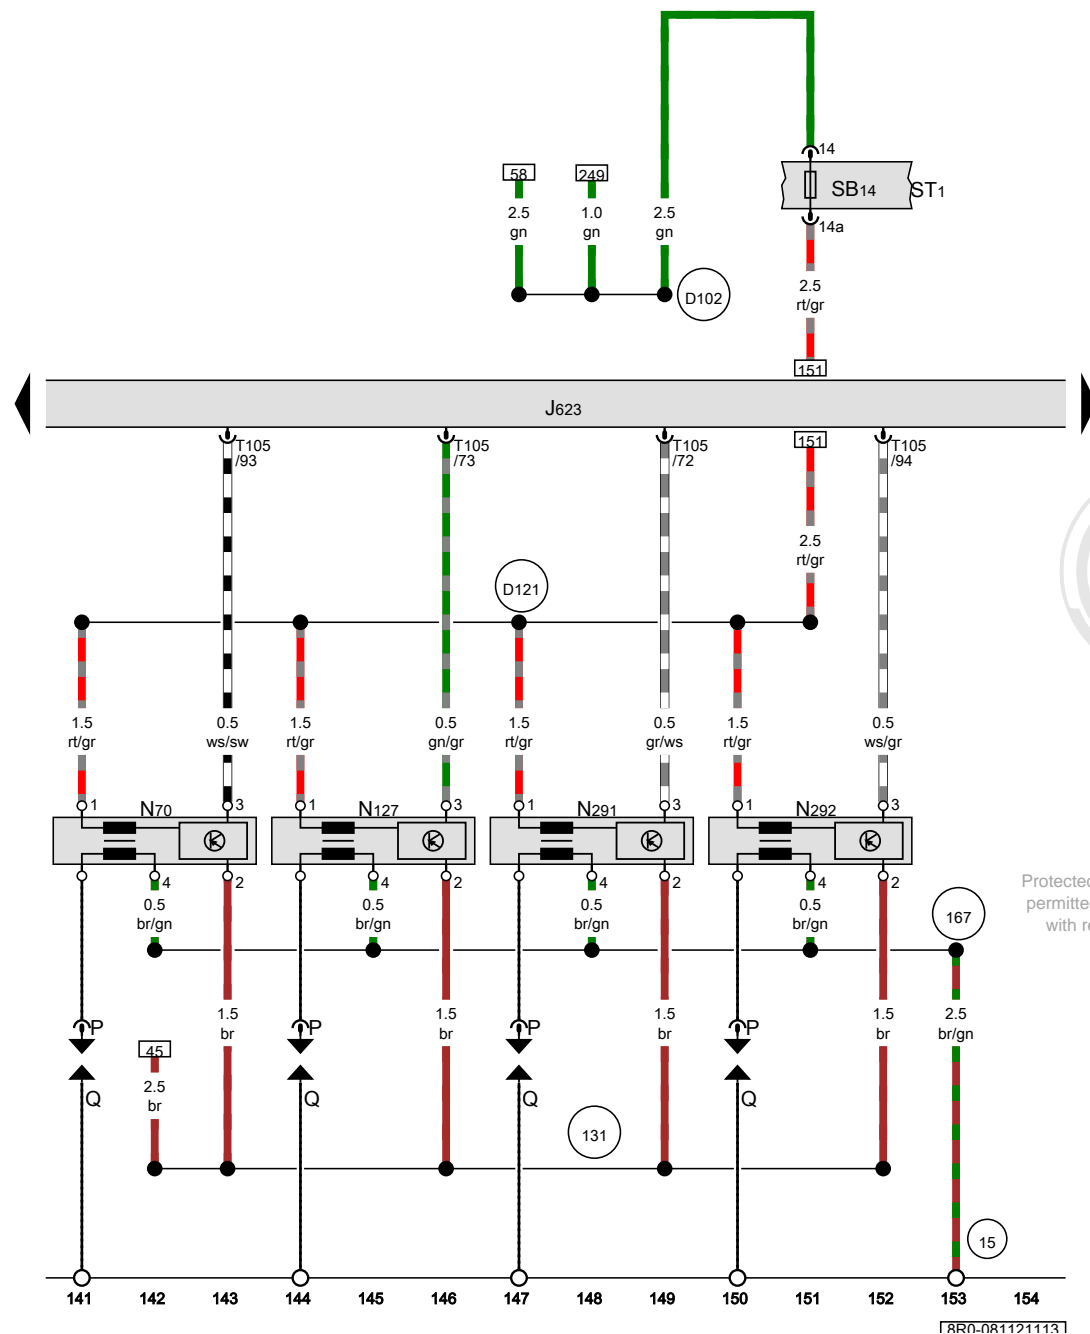 14
SB14
ST1
14a
58
249
2.5
gn
1.0
gn
2.5
gn
D102
2.5
rt/gr
151
J623
T105
/93
T105
/73
T105
/72
151
T105
/94
2.5
rt/gr
D121
1.5
rt/gr
0.5
ws/sw
1.5
rt/gr
0.5
gn/gr
1.5
rt/gr
0.5
gr/ws
1.5
rt/gr
0.5
ws/gr
1
N70
3
1
N127
3
1
N291
3
1
N292
3
4
2
4
2
4
2
4
2
0.5
br/gn
0.5
br/gn
0.5
br/gn
0.5
br/gn
167
Protected
permitte
with re
1.5
br
1.5
br
1.5
br
1.5
br
2.5
br/gn
P
P
P
P
45
2.5
br
Q
Q
Q
Q
131
15
141 142 143 144 145 146 147 148 149 150 151 152 153 154
8R0-081121113